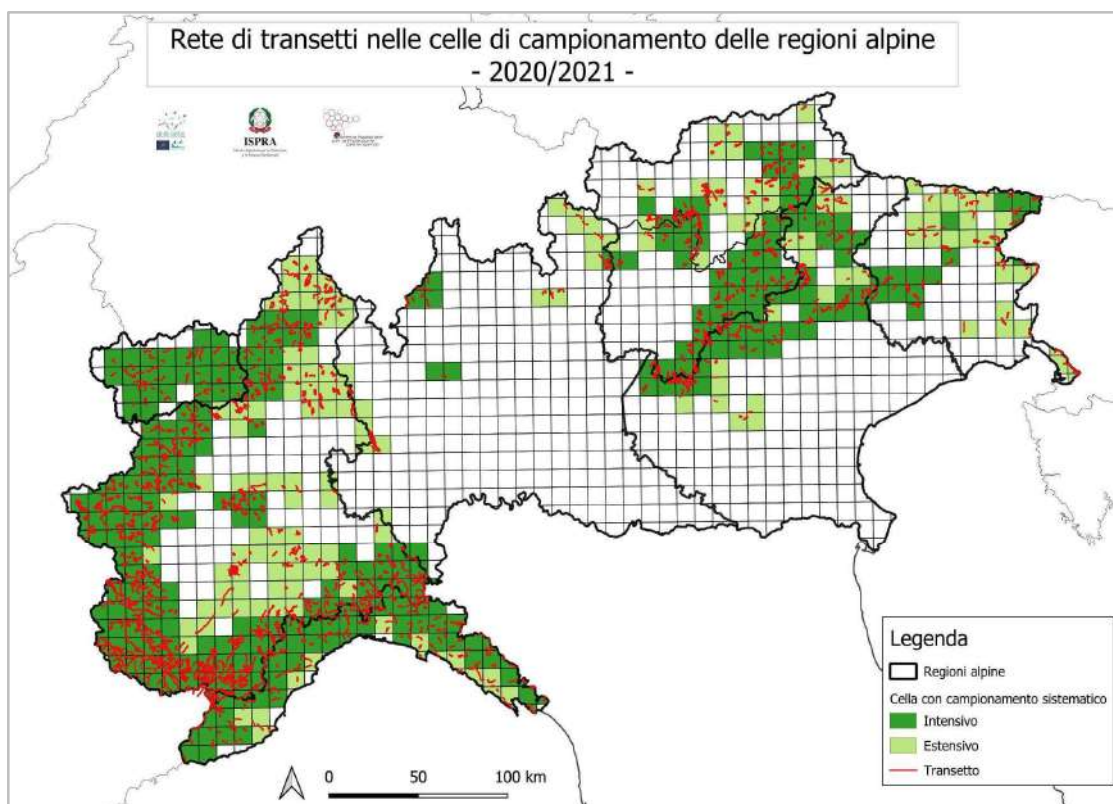 Rete di transetti nelle celle di campionamento delle regioni alpine
- 2020/2021 -
ISPRA
Legenda
Regioni alpine
Cella con campionamento sistematico
Intensivo
Estensivo
Transetto
0 50 100 km